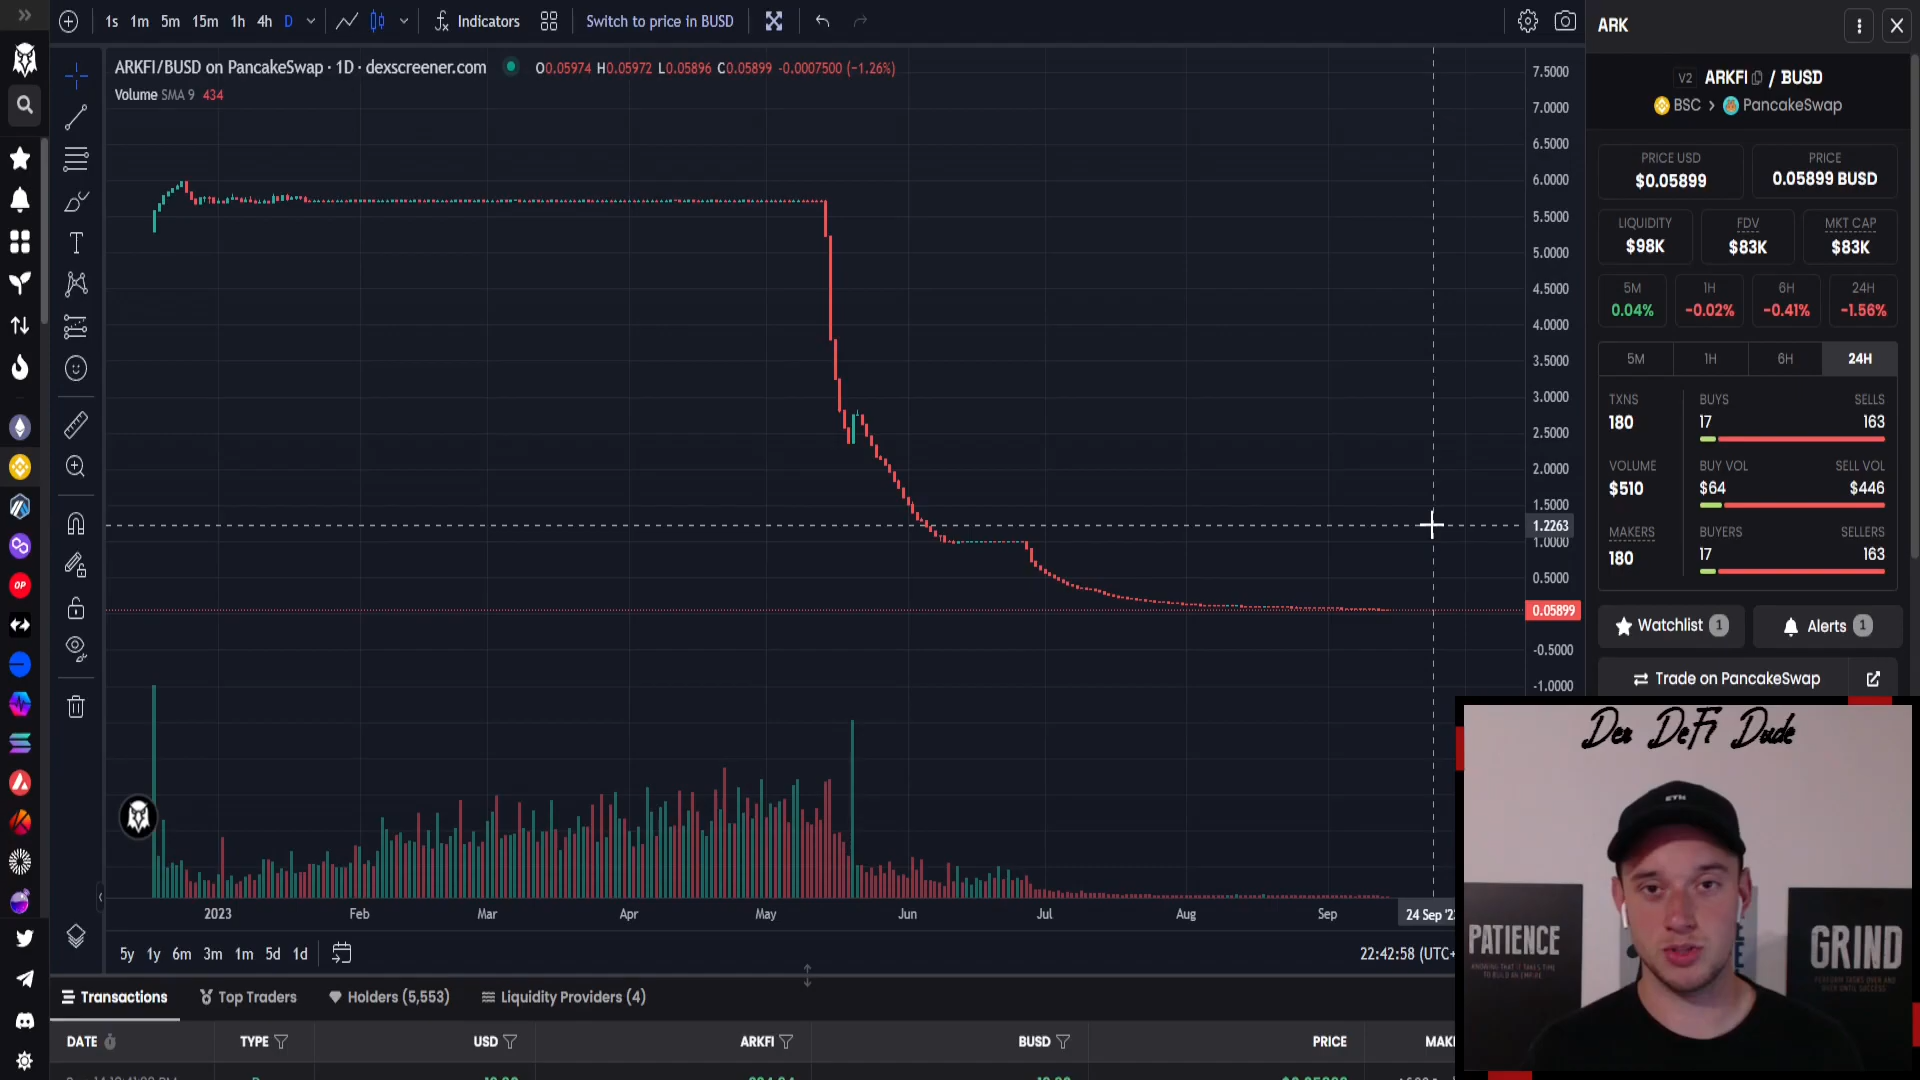 1s 1m 5m 15m 1h 4h D Indicators Switch to price in BUSD
ARK
ARKFI/BUSD on PancakeSwap · 1D · dexscreener.com O0.05974 H0.05972 L0.05896 C0.05899 -0.0007500 (−1.26%)
Volume SMA 9 434
7.5000
7.0000
6.5000
6.0000
5.5000
5.0000
4.5000
4.0000
3.5000
3.0000
2.5000
2.0000
1.5000
1.2263
1.0000
0.5000
0.05899
-0.5000
-1.0000
V2 ARKFI / BUSD
BSC > PancakeSwap
PRICE USD
$0.05899
PRICE
0.05899 BUSD
LIQUIDITY
$98K
FDV
$83K
MKT CAP
$83K
5M
0.04%
1H
-0.02%
6H
-0.41%
24H
-1.56%
5M 1H 6H 24H
TXNS
180
BUYS
17
SELLS
163
VOLUME
$510
BUY VOL
$64
SELL VOL
$446
MAKERS
180
BUYERS
17
SELLERS
163
Watchlist 1
Alerts 1
Trade on PancakeSwap
OP
2023 Feb Mar Apr May Jun Jul Aug Sep 24 Sep '2
5y 1y 6m 3m 1m 5d 1d
22:42:58 (UTC+
Transactions Top Traders Holders (5,553) Liquidity Providers (4)
DATE TYPE USD ARKFI BUSD PRICE MAK
Dex DeFi Dude
ETH
PATIENCE
GRIND